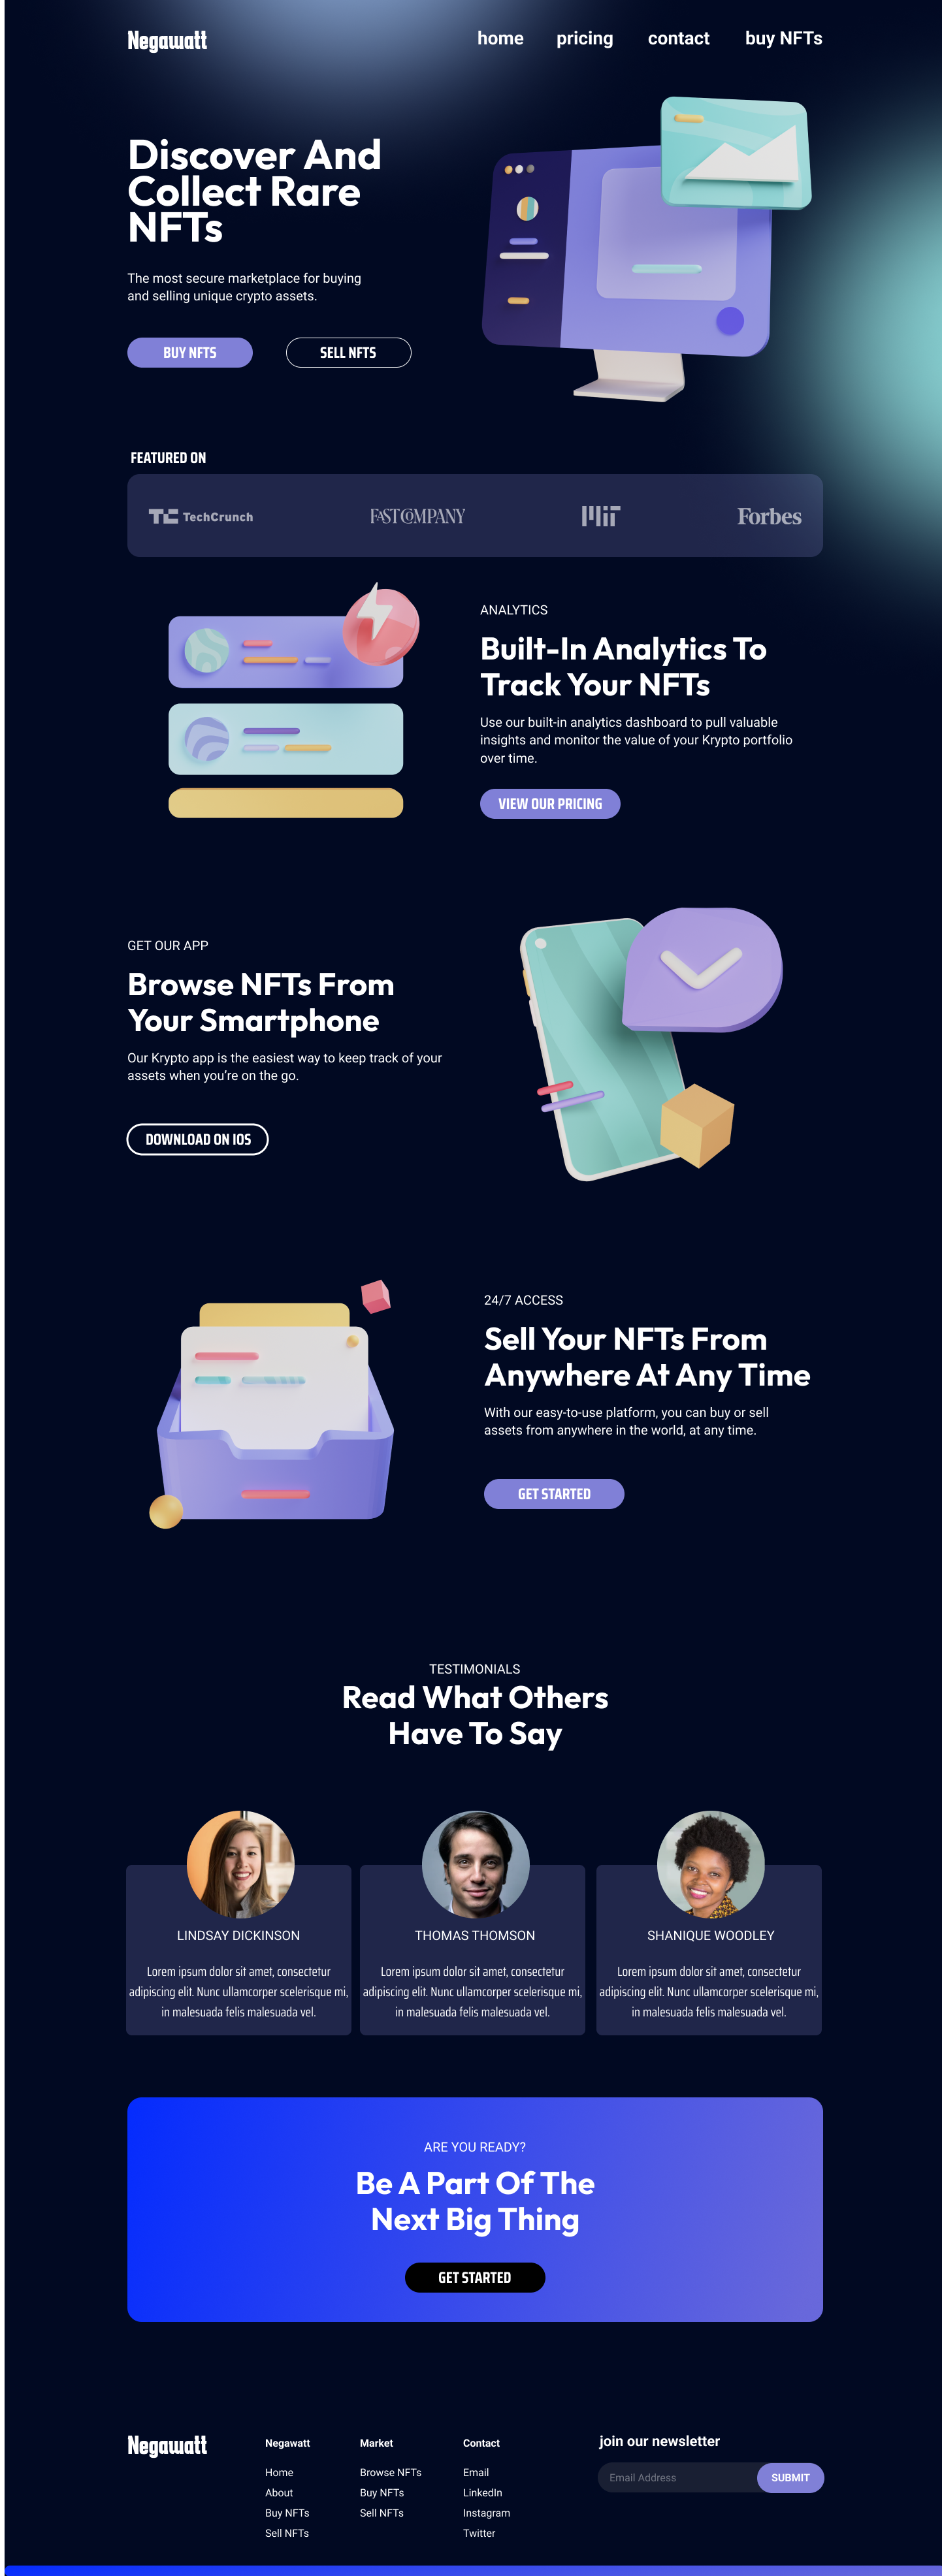 Negawatt
home pricing contact buy NFTs
Discover And
Collect Rare
NFTs
The most secure marketplace for buying
and selling unique crypto assets.
BUY NFTS
SELL NFTS
FEATURED ON
TC TechCrunch
FAST COMPANY
MIT
Forbes
ANALYTICS
Built-In Analytics To
Track Your NFTs
Use our built-in analytics dashboard to pull valuable
insights and monitor the value of your Krypto portfolio
over time.
VIEW OUR PRICING
GET OUR APP
Browse NFTs From
Your Smartphone
Our Krypto app is the easiest way to keep track of your
assets when you’re on the go.
DOWNLOAD ON IOS
24/7 ACCESS
Sell Your NFTs From
Anywhere At Any Time
With our easy-to-use platform, you can buy or sell
assets from anywhere in the world, at any time.
GET STARTED
TESTIMONIALS
Read What Others
Have To Say
LINDSAY DICKINSON
Lorem ipsum dolor sit amet, consectetur
adipiscing elit. Nunc ullamcorper scelerisque mi,
in malesuada felis malesuada vel.
THOMAS THOMSON
Lorem ipsum dolor sit amet, consectetur
adipiscing elit. Nunc ullamcorper scelerisque mi,
in malesuada felis malesuada vel.
SHANIQUE WOODLEY
Lorem ipsum dolor sit amet, consectetur
adipiscing elit. Nunc ullamcorper scelerisque mi,
in malesuada felis malesuada vel.
ARE YOU READY?
Be A Part Of The
Next Big Thing
GET STARTED
Negawatt
Negawatt
Home
About
Buy NFTs
Sell NFTs
Market
Browse NFTs
Buy NFTs
Sell NFTs
Contact
Email
LinkedIn
Instagram
Twitter
join our newsletter
Email Address
SUBMIT